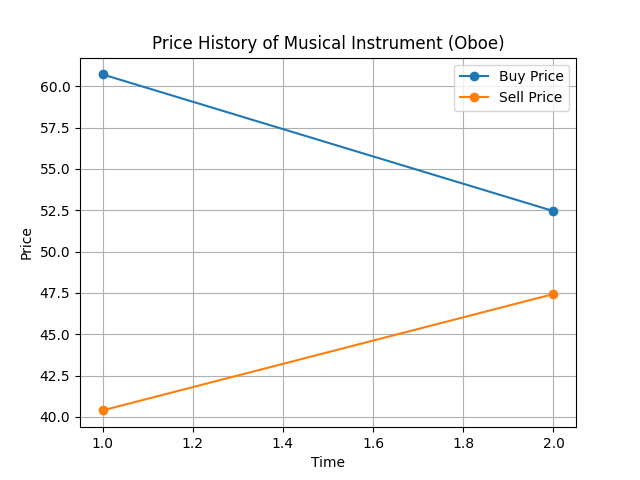 Price History of Musical Instrument (Oboe)
Buy Price
Sell Price
60.0
57.5
55.0
52.5
50.0
47.5
45.0
42.5
40.0
Price
1.0 1.2 1.4 1.6 1.8 2.0
Time